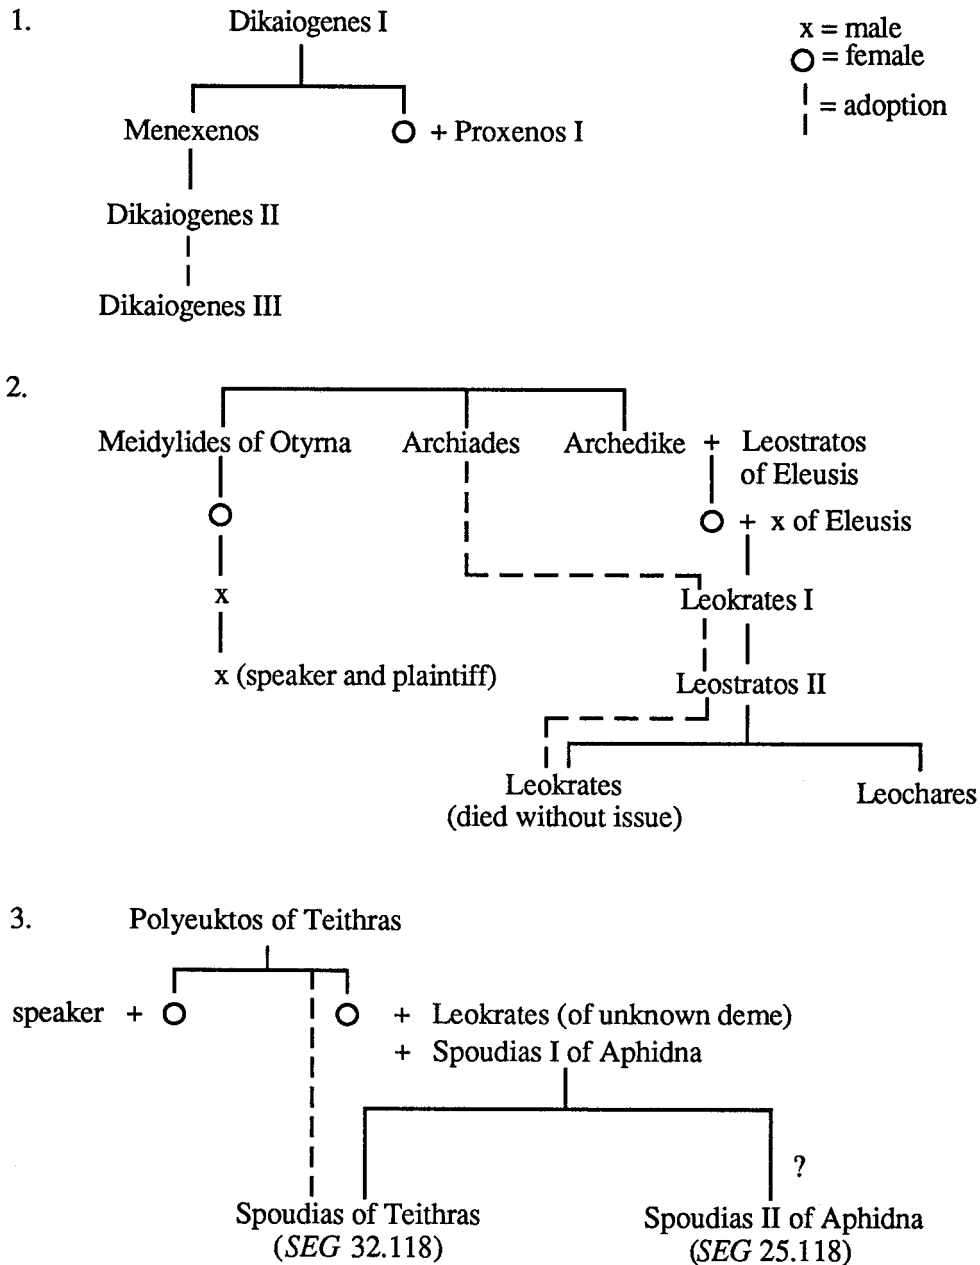 1.
Dikaiogenes I
x = male
O = female
= adoption
Menexenos
O + Proxenos I
Dikaiogenes II
Dikaiogenes III
2.
Meidylides of Otyrna
Archiades
Archedike + Leostratos
of Eleusis
O
O + x of Eleusis
x
Leokrates I
x (speaker and plaintiff)
Leostratos II
Leokrates
(died without issue)
Leochares
3.
Polyeuktos of Teithras
speaker + O
O + Leokrates (of unknown deme)
+ Spoudias I of Aphidna
?
Spoudias of Teithras
(SEG 32.118)
Spoudias II of Aphidna
(SEG 25.118)